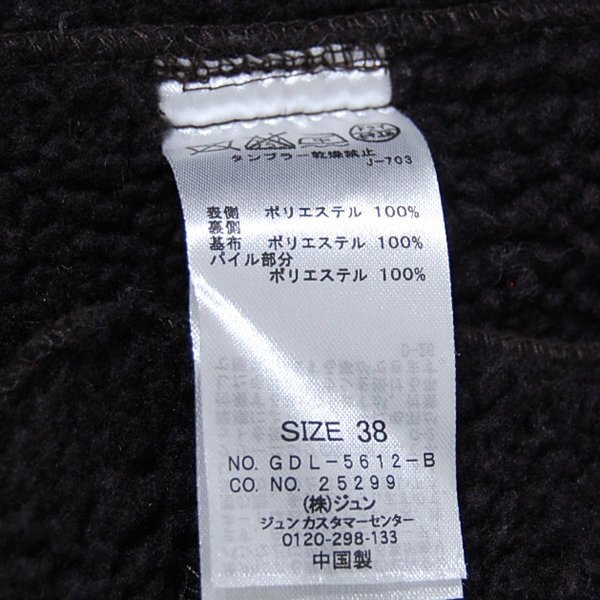 タンブラー乾燥禁止
J-703
表側 ポリエステル 100%
裏側
基布 ポリエステル 100%
パイル部分
ポリエステル 100%
SIZE 38
NO. GDL-5612-B
CO. NO. 25299
(株)ジュン
ジュン カスタマーセンター
0120-298-133
中国製